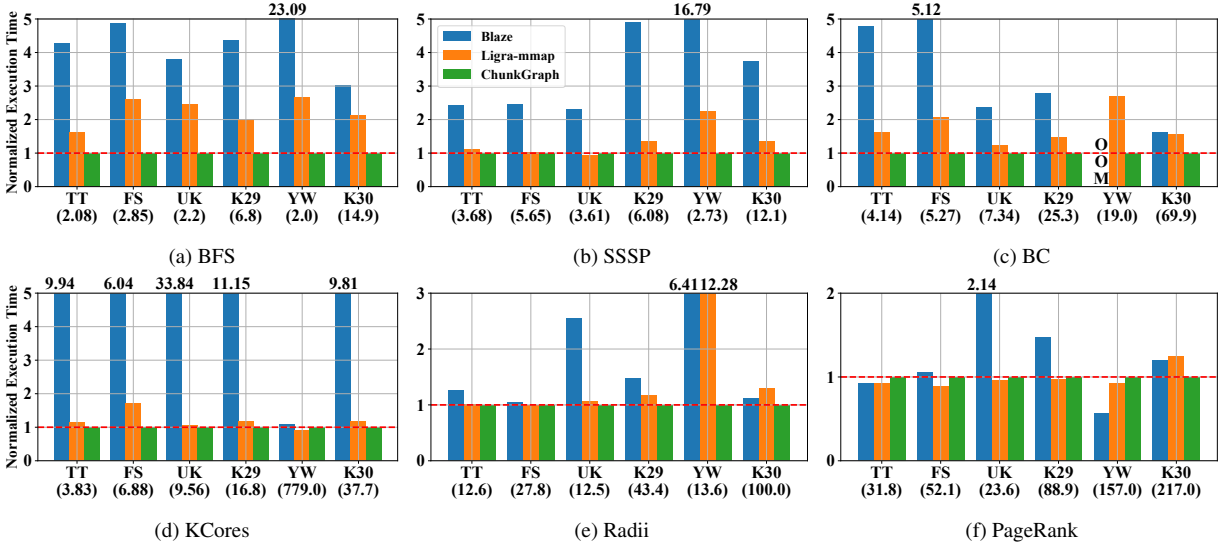 23.09
16.79
5.12
Normalized Execution Time
5
4
3
2
1
0
TT
FS
UK
K29
YW
K30
(2.08)
(2.85)
(2.2)
(6.8)
(2.0)
(14.9)
(a) BFS
5
4
3
2
1
0
Blaze
Ligra-mmap
ChunkGraph
TT
FS
UK
K29
YW
K30
(3.68)
(5.65)
(3.61)
(6.08)
(2.73)
(12.1)
(b) SSSP
5
4
3
2
1
0
O
O
M
TT
FS
UK
K29
YW
K30
(4.14)
(5.27)
(7.34)
(25.3)
(19.0)
(69.9)
(c) BC
9.94
6.04
33.84
11.15
9.81
Normalized Execution Time
5
4
3
2
1
0
TT
FS
UK
K29
YW
K30
(3.83)
(6.88)
(9.56)
(16.8)
(779.0)
(37.7)
(d) KCores
6.41
12.28
3
2
1
0
TT
FS
UK
K29
YW
K30
(12.6)
(27.8)
(12.5)
(43.4)
(13.6)
(100.0)
(e) Radii
2.14
2
1
0
TT
FS
UK
K29
YW
K30
(31.8)
(52.1)
(23.6)
(88.9)
(157.0)
(217.0)
(f) PageRank